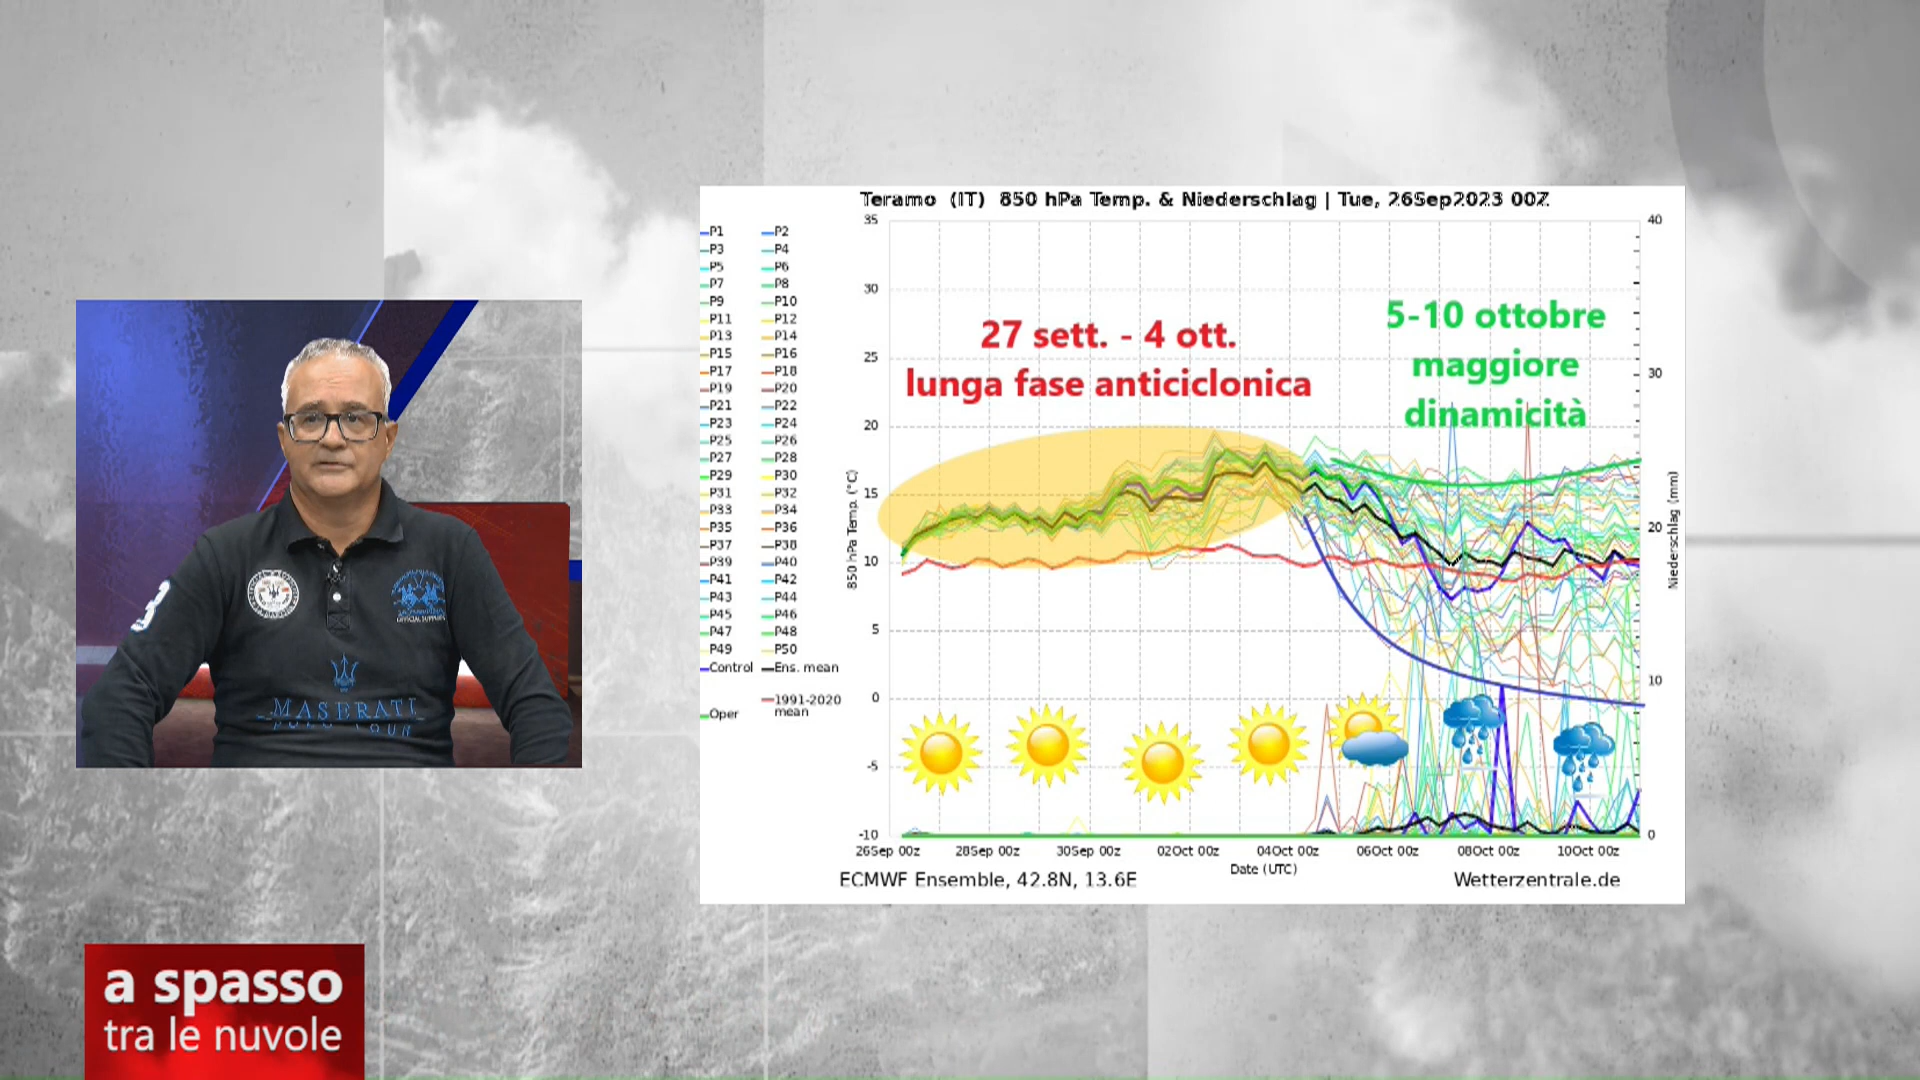 Teramo (IT) 850 hPa Temp. & Niederschlag | Tue, 26Sep2023 00Z
P1 P2
P3 P4
P5 P6
P7 P8
P9 P10
P11 P12
P13 P14
P15 P16
P17 P18
P19 P20
P21 P22
P23 P24
P25 P26
P27 P28
P29 P30
P31 P32
P33 P34
P35 P36
P37 P38
P39 P40
P41 P42
P43 P44
P45 P46
P47 P48
P49 P50
Control Ens. mean
1991-2020
mean
Oper
35
30
25
20
15
10
5
0
-5
-10
850 hPa Temp. (°C)
27 sett. - 4 ott.
lunga fase anticiclonica
5-10 ottobre
maggiore
dinamicità
40
30
20
10
0
Niederschlag (mm)
26Sep 00z 28Sep 00z 30Sep 00z 02Oct 00z 04Oct 00z 06Oct 00z 08Oct 00z 10Oct 00z
Date (UTC)
ECMWF Ensemble, 42.8N, 13.6E
Wetterzentrale.de
3
MASERATI
a spasso
tra le nuvole